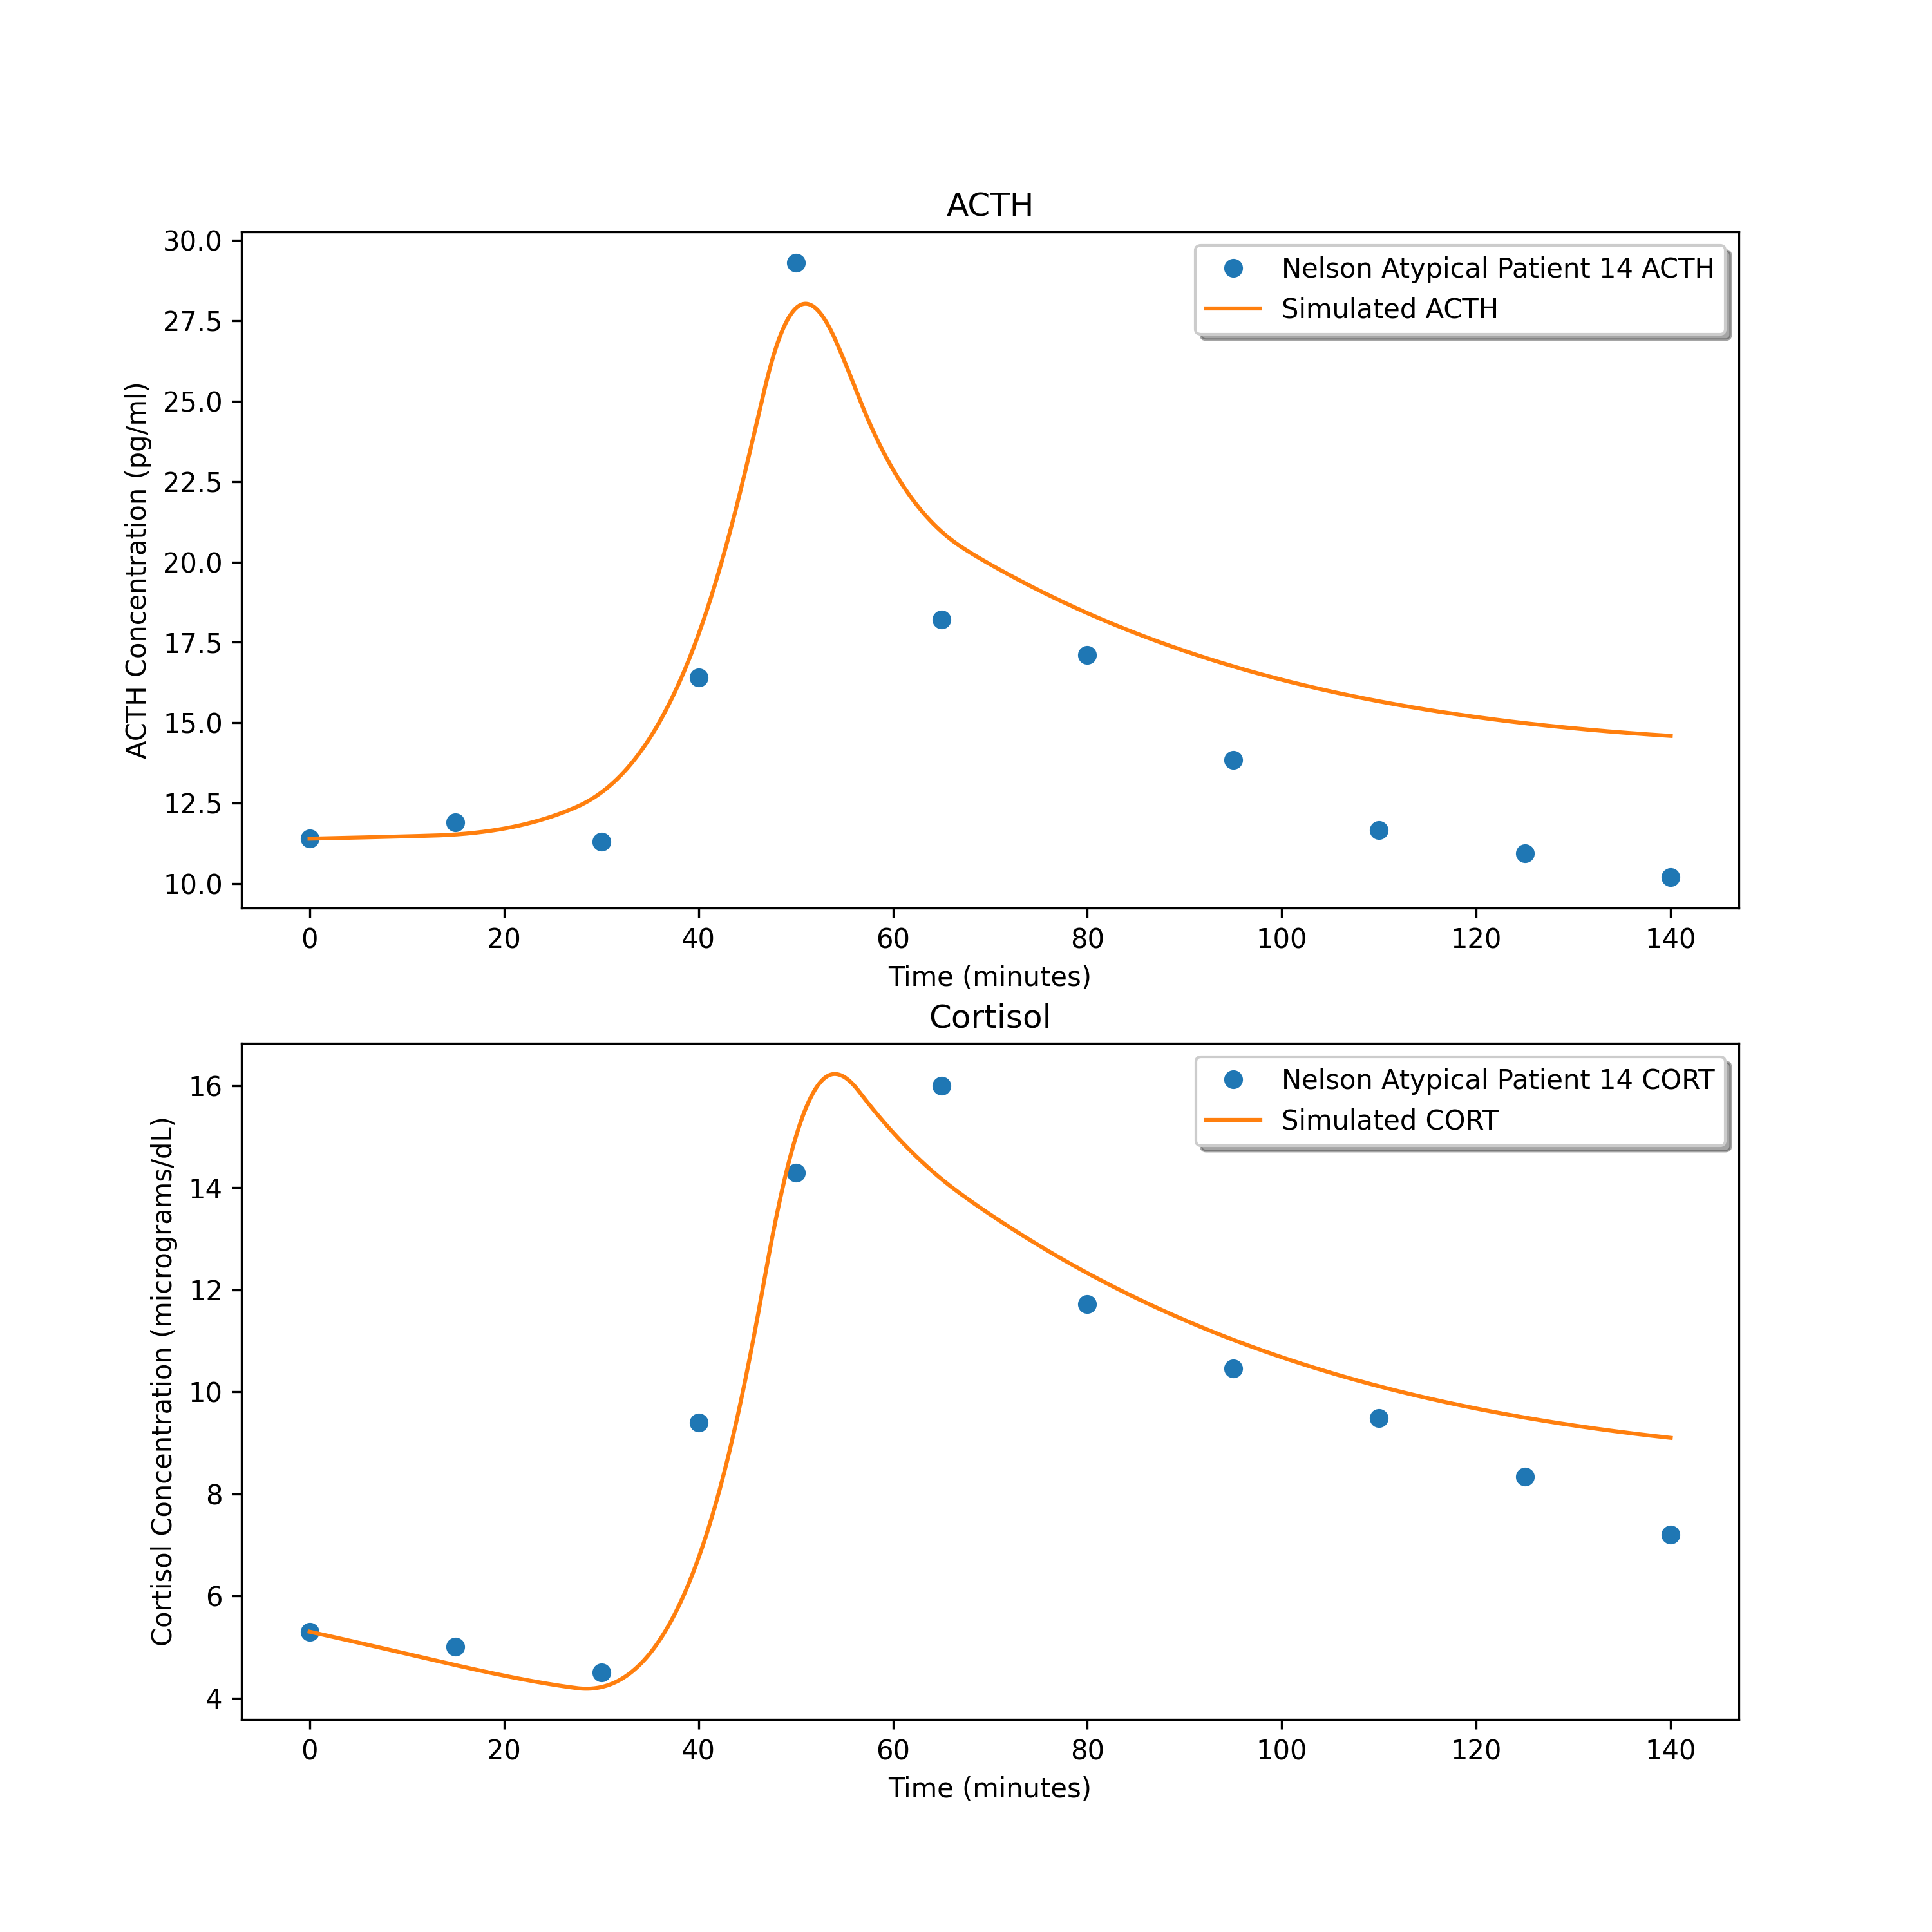 ACTH
30.0
27.5
25.0
22.5
20.0
17.5
15.0
12.5
10.0
ACTH Concentration (pg/ml)
Nelson Atypical Patient 14 ACTH
Simulated ACTH
0 20 40 60 80 100 120 140
Time (minutes)
Cortisol
16
14
12
10
8
6
4
Cortisol Concentration (micrograms/dL)
Nelson Atypical Patient 14 CORT
Simulated CORT
0 20 40 60 80 100 120 140
Time (minutes)